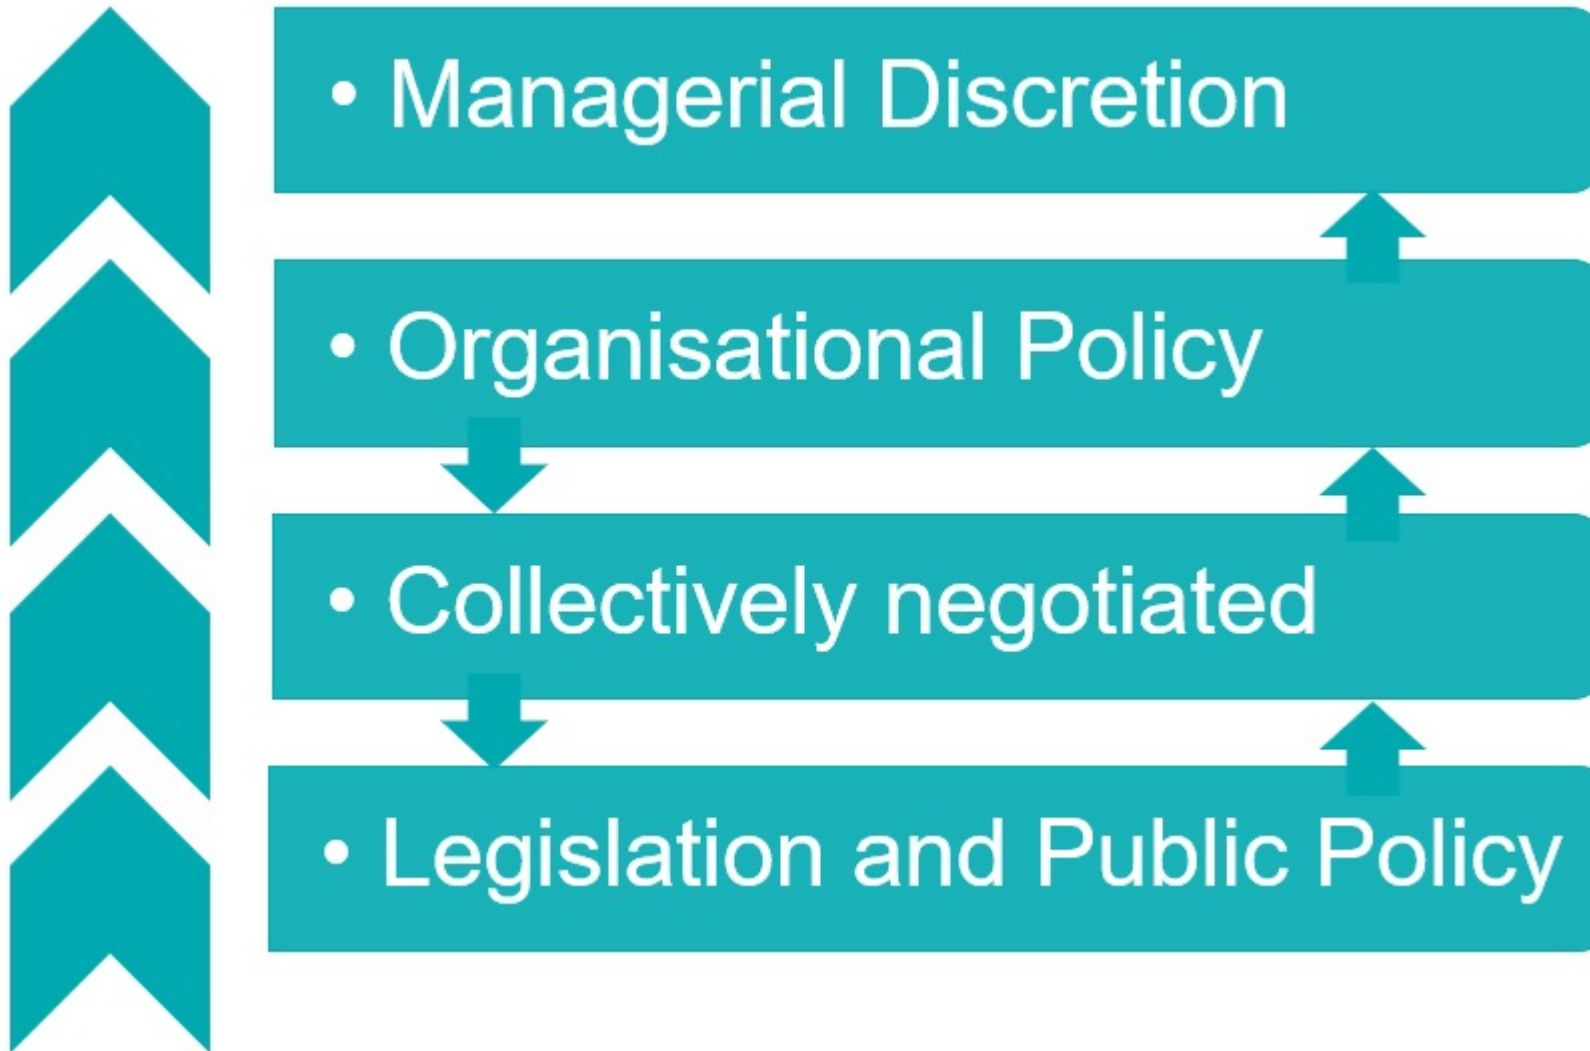 • Managerial Discretion
• Organisational Policy
• Collectively negotiated
• Legislation and Public Policy